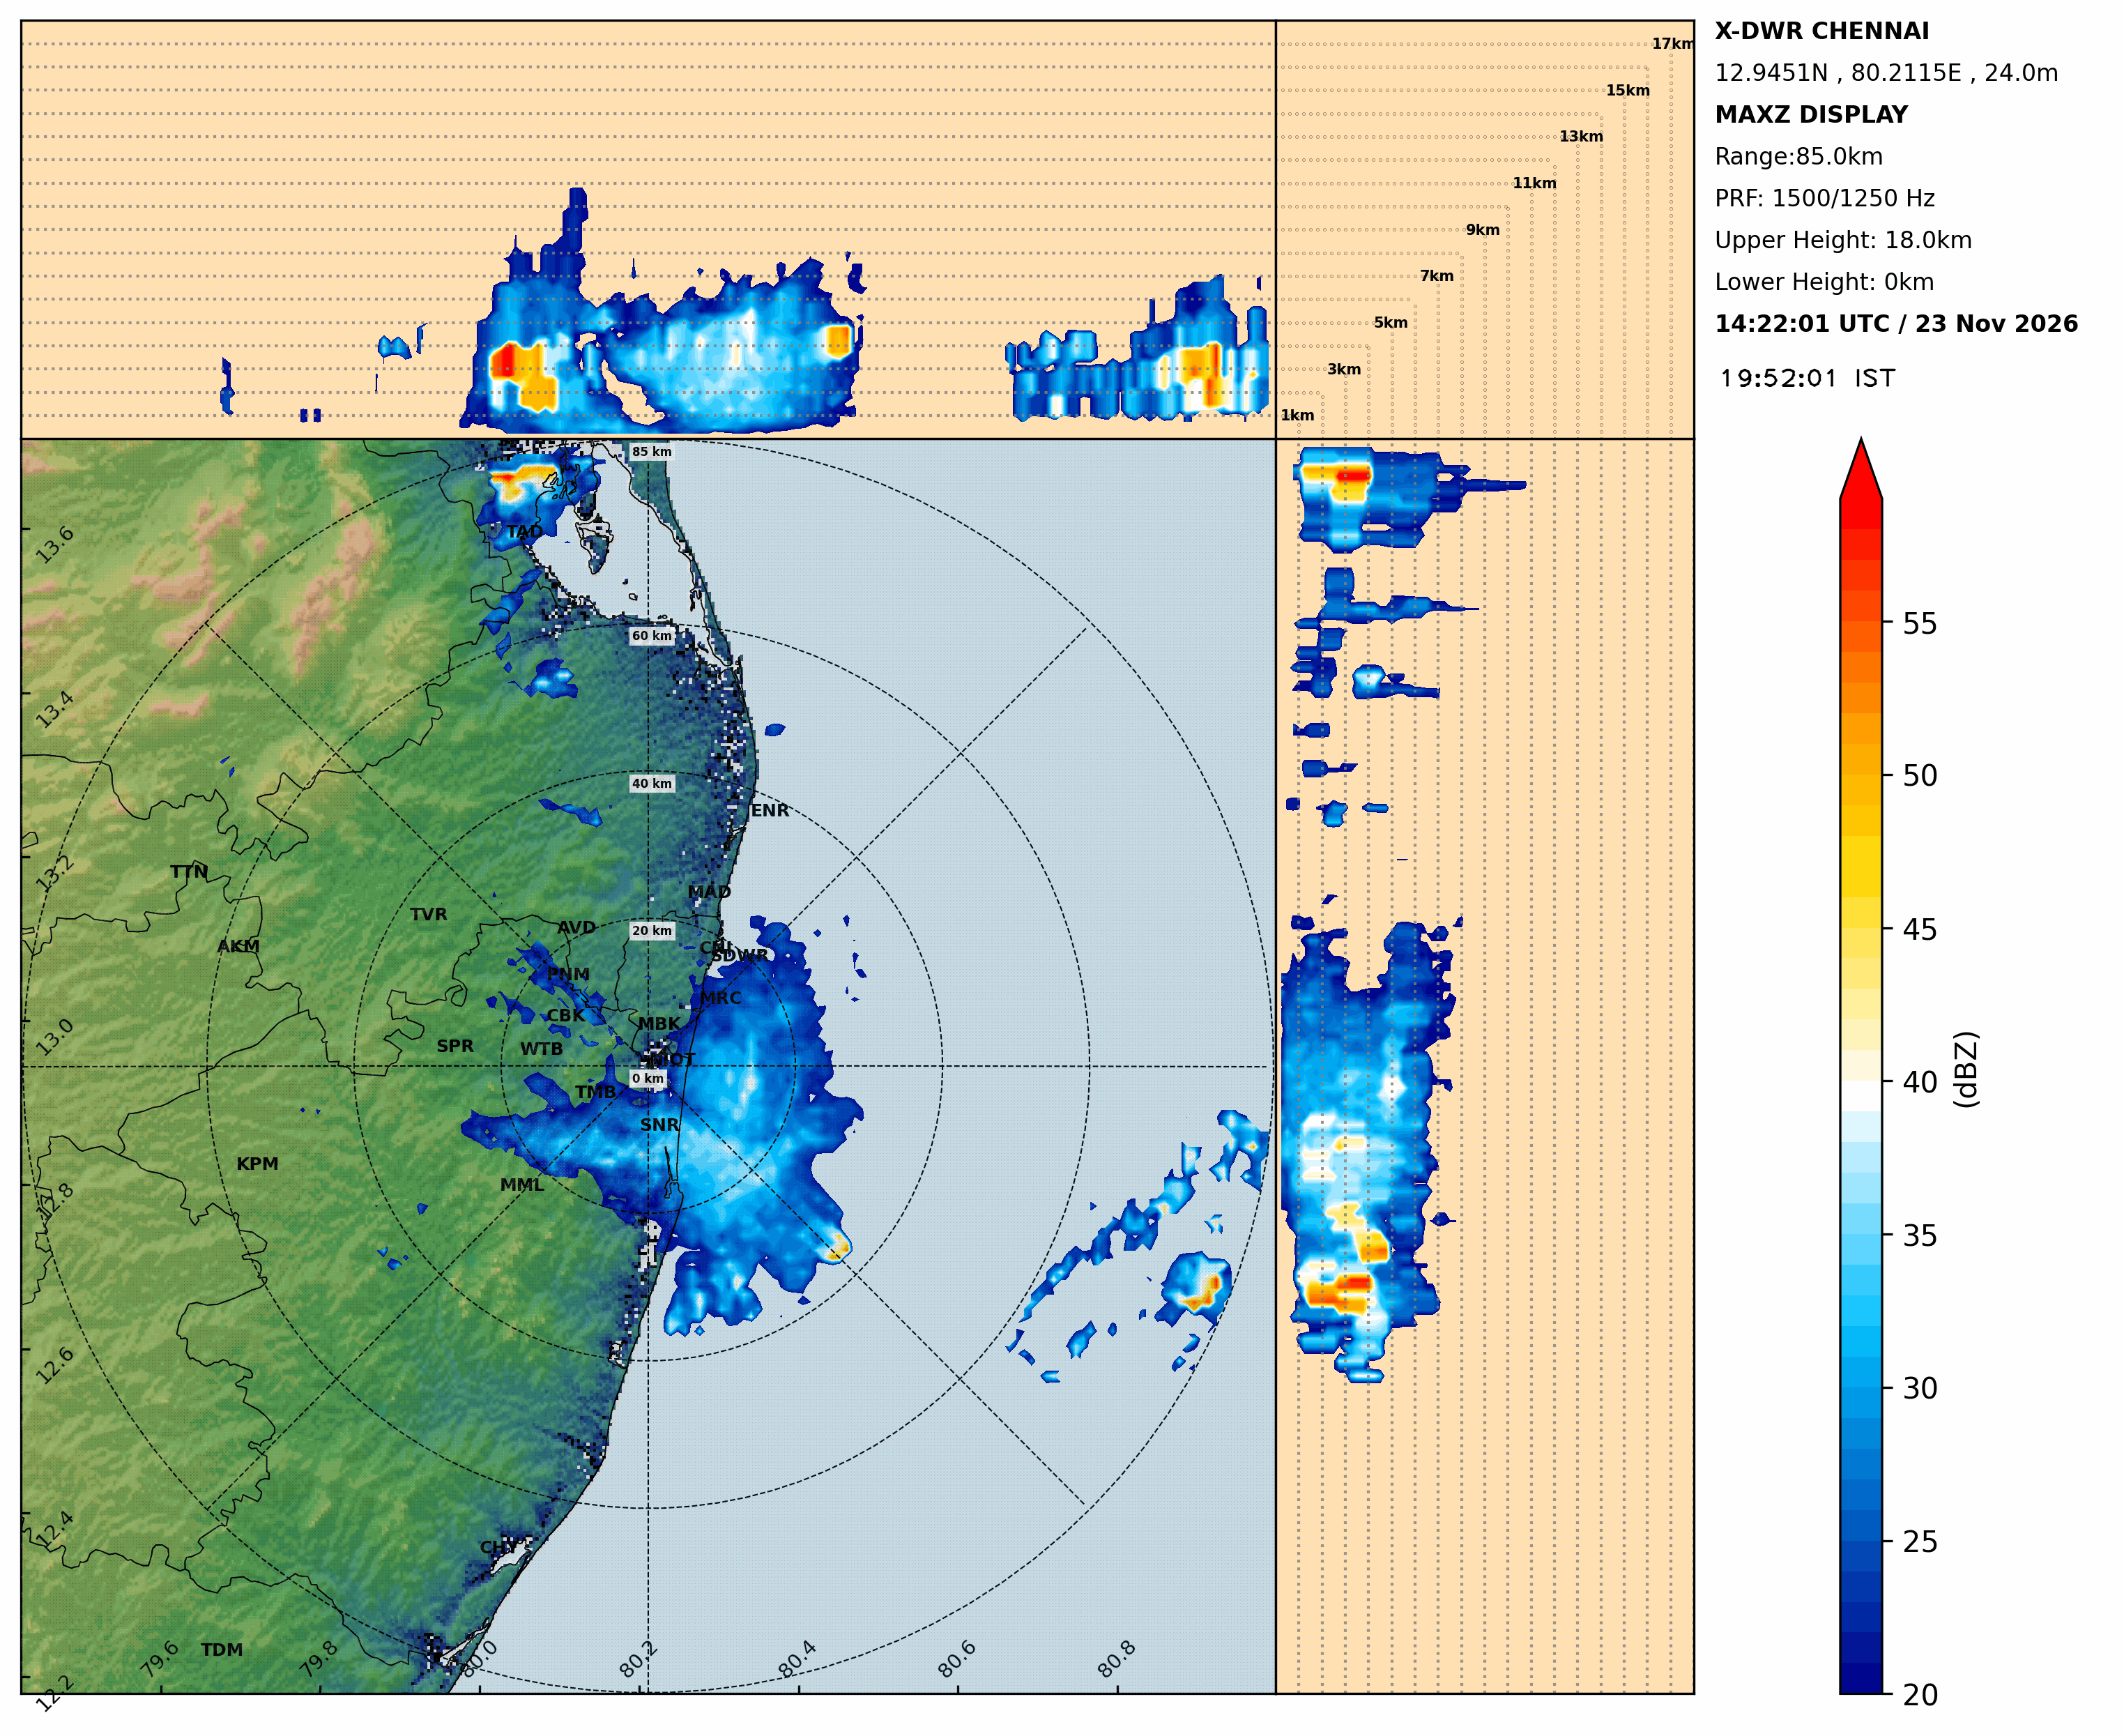 X-DWR CHENNAI
12.9451N , 80.2115E , 24.0m
MAXZ DISPLAY
Range:85.0km
PRF: 1500/1250 Hz
Upper Height: 18.0km
Lower Height: 0km
14:22:01 UTC / 23 Nov 2026
19:52:01 IST
17km
15km
13km
11km
9km
7km
5km
3km
1km
85 km
TAD
13.6
60 km
13.4
40 km
ENR
TTN
13.2
MAD
TVR
AVD
20 km
AKM
SDWR
PNM
MRC
CBK
MBK
13.0
SPR
WTB
0 km
TMB
SNR
KPM
MML
12.8
12.6
12.4
CHY
TDM
12.2
79.6
79.8
80.0
80.2
80.4
80.6
80.8
55
50
45
40
35
30
25
20
(dBZ)